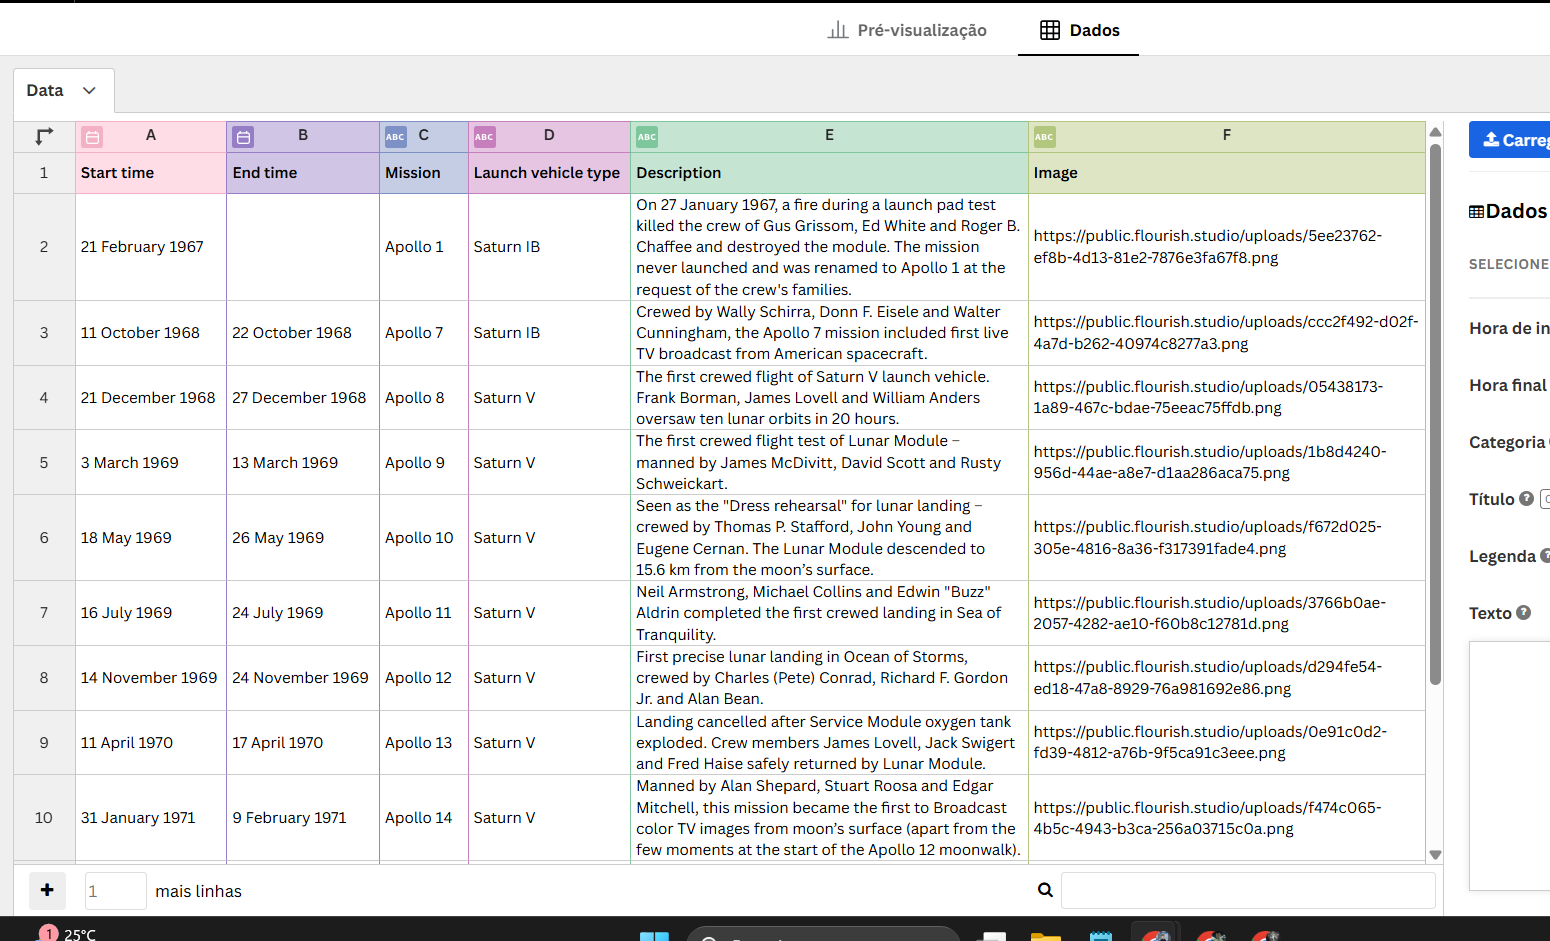 Pré-visualização Dados
Data
A B C D E F
1 Start time End time Mission Launch vehicle type Description Image
2 21 February 1967 Apollo 1 Saturn IB
On 27 January 1967, a fire during a launch pad test
killed the crew of Gus Grissom, Ed White and Roger B.
Chaffee and destroyed the module. The mission
never launched and was renamed to Apollo 1 at the
request of the crew's families.
https://public.flourish.studio/uploads/5ee23762-
ef8b-4d13-81e2-7876e3fa67f8.png
3 11 October 1968 22 October 1968 Apollo 7 Saturn IB
Crewed by Wally Schirra, Donn F. Eisele and Walter
Cunningham, the Apollo 7 mission included first live
TV broadcast from American spacecraft.
https://public.flourish.studio/uploads/ccc2f492-d02f-
4a7d-b262-40974c8277a3.png
4 21 December 1968 27 December 1968 Apollo 8 Saturn V
The first crewed flight of Saturn V launch vehicle.
Frank Borman, James Lovell and William Anders
oversaw ten lunar orbits in 20 hours.
https://public.flourish.studio/uploads/05438173-
1a89-467c-bdae-75eeac75ffdb.png
5 3 March 1969 13 March 1969 Apollo 9 Saturn V
The first crewed flight test of Lunar Module –
manned by James McDivitt, David Scott and Rusty
Schweickart.
https://public.flourish.studio/uploads/1b8d4240-
956d-44ae-a8e7-d1aa286aca75.png
6 18 May 1969 26 May 1969 Apollo 10 Saturn V
Seen as the "Dress rehearsal" for lunar landing –
crewed by Thomas P. Stafford, John Young and
Eugene Cernan. The Lunar Module descended to
15.6 km from the moon’s surface.
https://public.flourish.studio/uploads/f672d025-
305e-4816-8a36-f317391fade4.png
7 16 July 1969 24 July 1969 Apollo 11 Saturn V
Neil Armstrong, Michael Collins and Edwin "Buzz"
Aldrin completed the first crewed landing in Sea of
Tranquility.
https://public.flourish.studio/uploads/3766b0ae-
2057-4282-ae10-f60b8c12781d.png
8 14 November 1969 24 November 1969 Apollo 12 Saturn V
First precise lunar landing in Ocean of Storms,
crewed by Charles (Pete) Conrad, Richard F. Gordon
Jr. and Alan Bean.
https://public.flourish.studio/uploads/d294fe54-
ed18-47a8-8929-76a981692e86.png
9 11 April 1970 17 April 1970 Apollo 13 Saturn V
Landing cancelled after Service Module oxygen tank
exploded. Crew members James Lovell, Jack Swigert
and Fred Haise safely returned by Lunar Module.
https://public.flourish.studio/uploads/0e91c0d2-
fd39-4812-a76b-9f5ca91c3eee.png
10 31 January 1971 9 February 1971 Apollo 14 Saturn V
Manned by Alan Shepard, Stuart Roosa and Edgar
Mitchell, this mission became the first to Broadcast
color TV images from moon’s surface (apart from the
few moments at the start of the Apollo 12 moonwalk).
https://public.flourish.studio/uploads/f474c065-
4b5c-4943-b3ca-256a03715c0a.png
+ 1 mais linhas
Carreg
Dados
SELECIONE
Hora de in
Hora final
Categoria
Título
Legenda
Texto
1 25°C